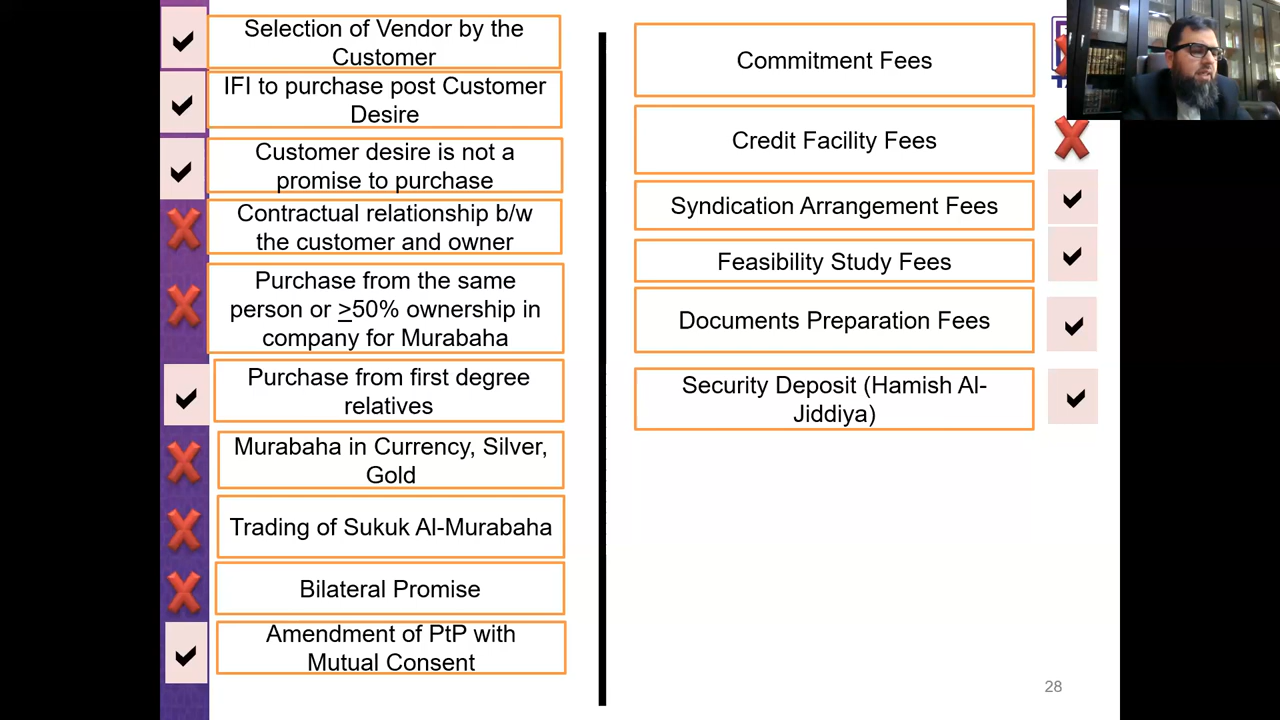 Selection of Vendor by the
Customer
IFI to purchase post Customer
Desire
Customer desire is not a
promise to purchase
Contractual relationship b/w
the customer and owner
Purchase from the same
person or >50% ownership in
company for Murabaha
Purchase from first degree
relatives
Murabaha in Currency, Silver,
Gold
Trading of Sukuk Al-Murabaha
Bilateral Promise
Amendment of PtP with
Mutual Consent
Commitment Fees
Credit Facility Fees
Syndication Arrangement Fees
Feasibility Study Fees
Documents Preparation Fees
Security Deposit (Hamish Al-
Jiddiya)
28